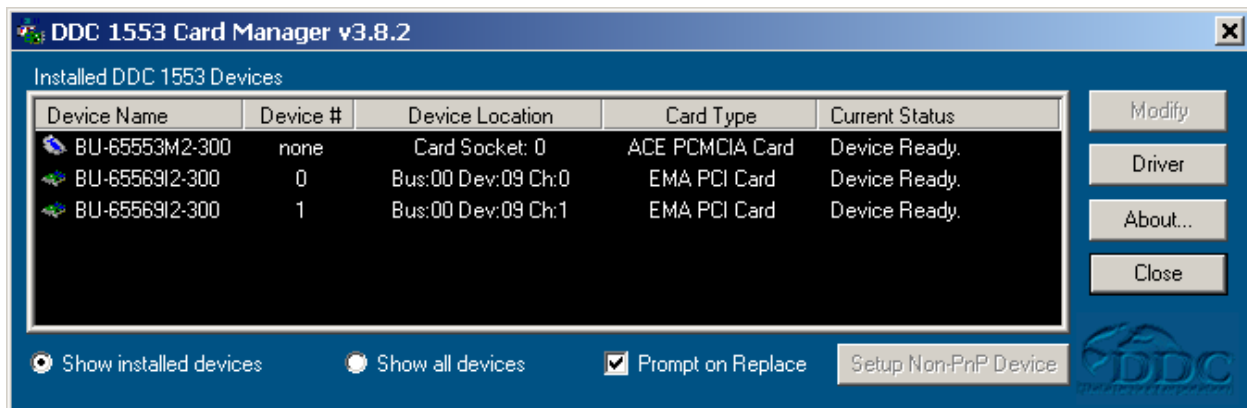 DDC 1553 Card Manager v3.8.2
Installed DDC 1553 Devices
Device Name Device # Device Location Card Type Current Status
BU-65553M2-300 none Card Socket: 0 ACE PCMCIA Card Device Ready.
BU-65569I2-300 0 Bus:00 Dev:09 Ch:0 EMA PCI Card Device Ready.
BU-65569I2-300 1 Bus:00 Dev:09 Ch:1 EMA PCI Card Device Ready.
Modify
Driver
About...
Close
Show installed devices Show all devices Prompt on Replace Setup Non-PnP Device
DDC